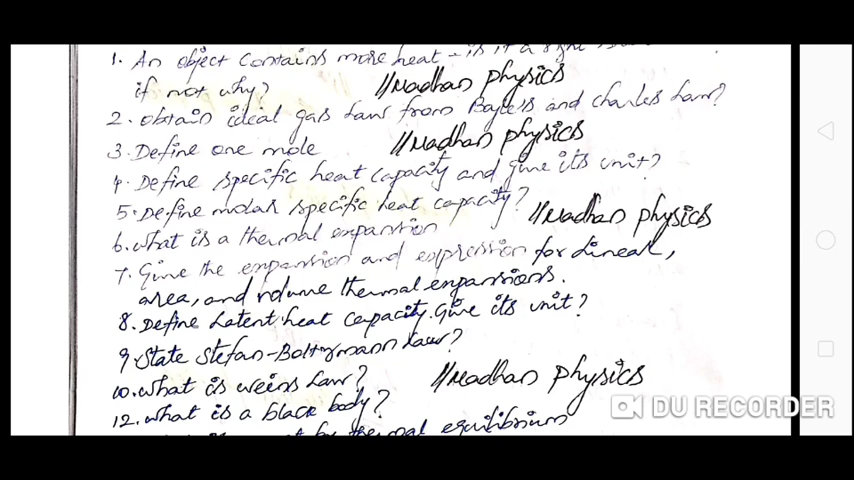 1. An object contains more heat - is it a right
if not why? //Madhan physics
2. obtain ideal gas law from Boyle's and charles law?
3. Define one mole //Madhan physics
4. Define specific heat capacity and give its unit?
5. Define molar specific heat capacity?
6. what is a thermal expansion //Madhan physics
7. Give the expansion and expression for linear,
area, and volume thermal expansions.
8. Define Latent heat capacity. Give its unit?
9. State Stefan-Boltzmann law?
10. what is weins law? //Madhan physics
12. what is a black body?
by thermal equilibrium
DU RECORDER